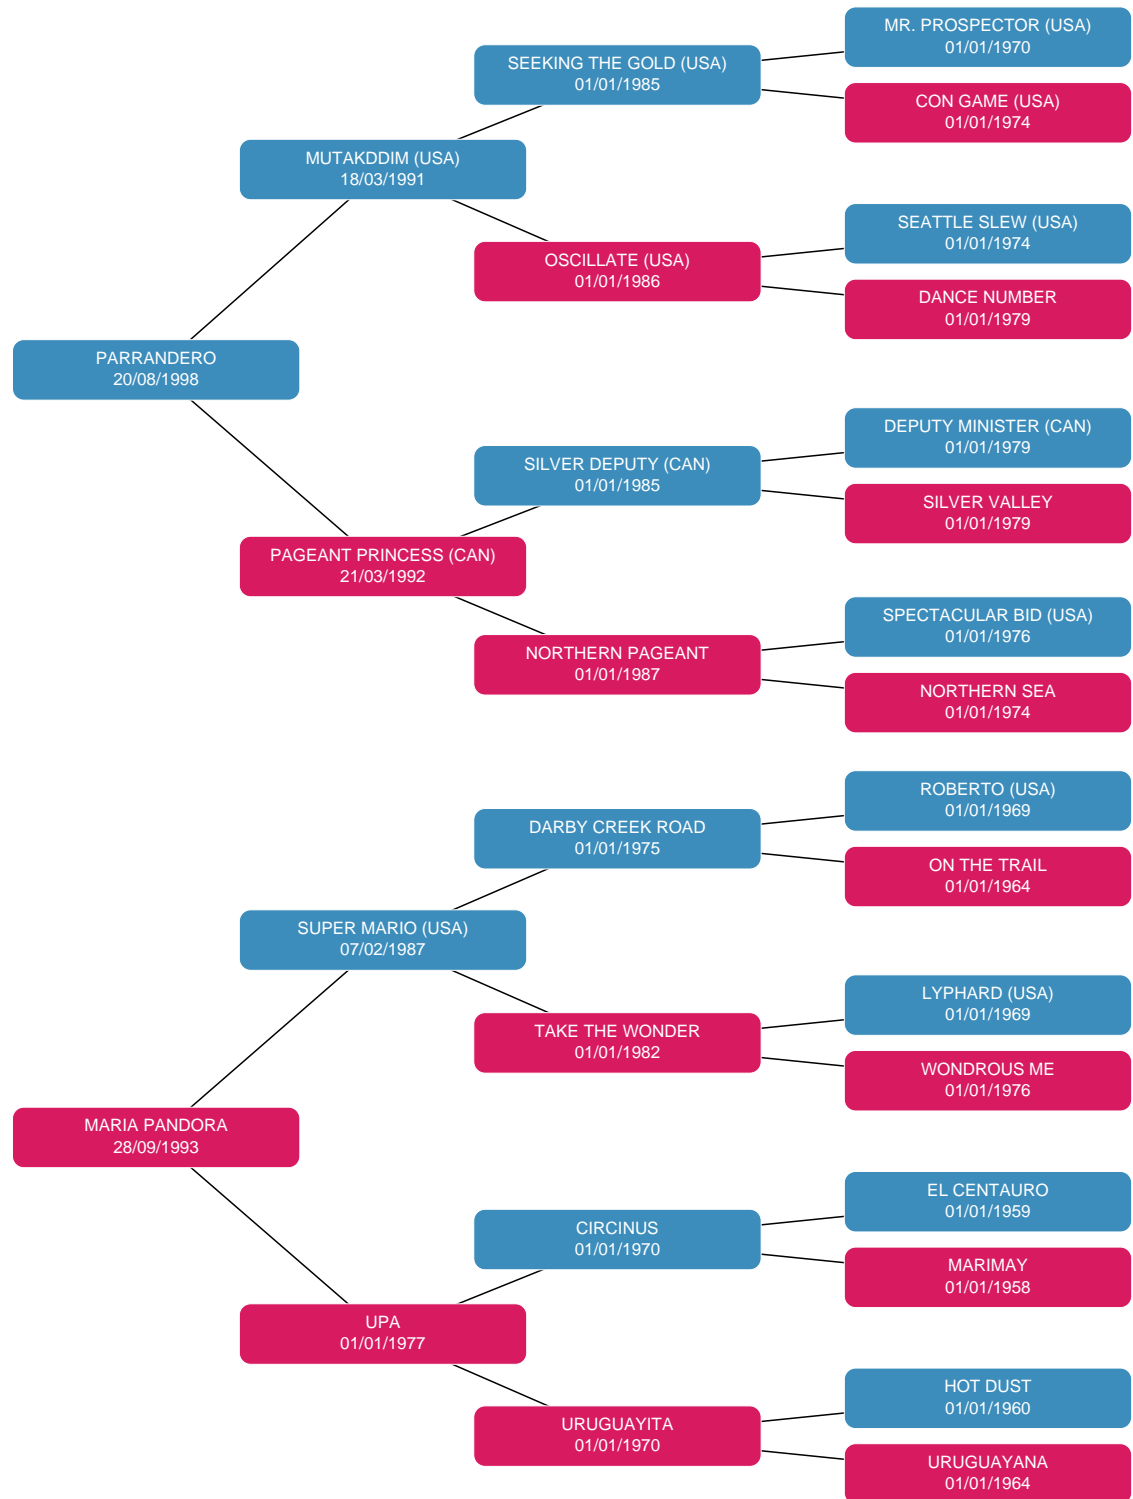 MR. PROSPECTOR (USA)
01/01/1970
SEEKING THE GOLD (USA)
01/01/1985
CON GAME (USA)
01/01/1974
MUTAKDDIM (USA)
18/03/1991
SEATTLE SLEW (USA)
01/01/1974
OSCILLATE (USA)
01/01/1986
DANCE NUMBER
01/01/1979
PARRANDERO
20/08/1998
DEPUTY MINISTER (CAN)
01/01/1979
SILVER DEPUTY (CAN)
01/01/1985
SILVER VALLEY
01/01/1979
PAGEANT PRINCESS (CAN)
21/03/1992
SPECTACULAR BID (USA)
01/01/1976
NORTHERN PAGEANT
01/01/1987
NORTHERN SEA
01/01/1974
ROBERTO (USA)
01/01/1969
DARBY CREEK ROAD
01/01/1975
ON THE TRAIL
01/01/1964
SUPER MARIO (USA)
07/02/1987
LYPHARD (USA)
01/01/1969
TAKE THE WONDER
01/01/1982
WONDROUS ME
01/01/1976
MARIA PANDORA
28/09/1993
EL CENTAURO
01/01/1959
CIRCINUS
01/01/1970
MARIMAY
01/01/1958
UPA
01/01/1977
HOT DUST
01/01/1960
URUGUAYITA
01/01/1970
URUGUAYANA
01/01/1964